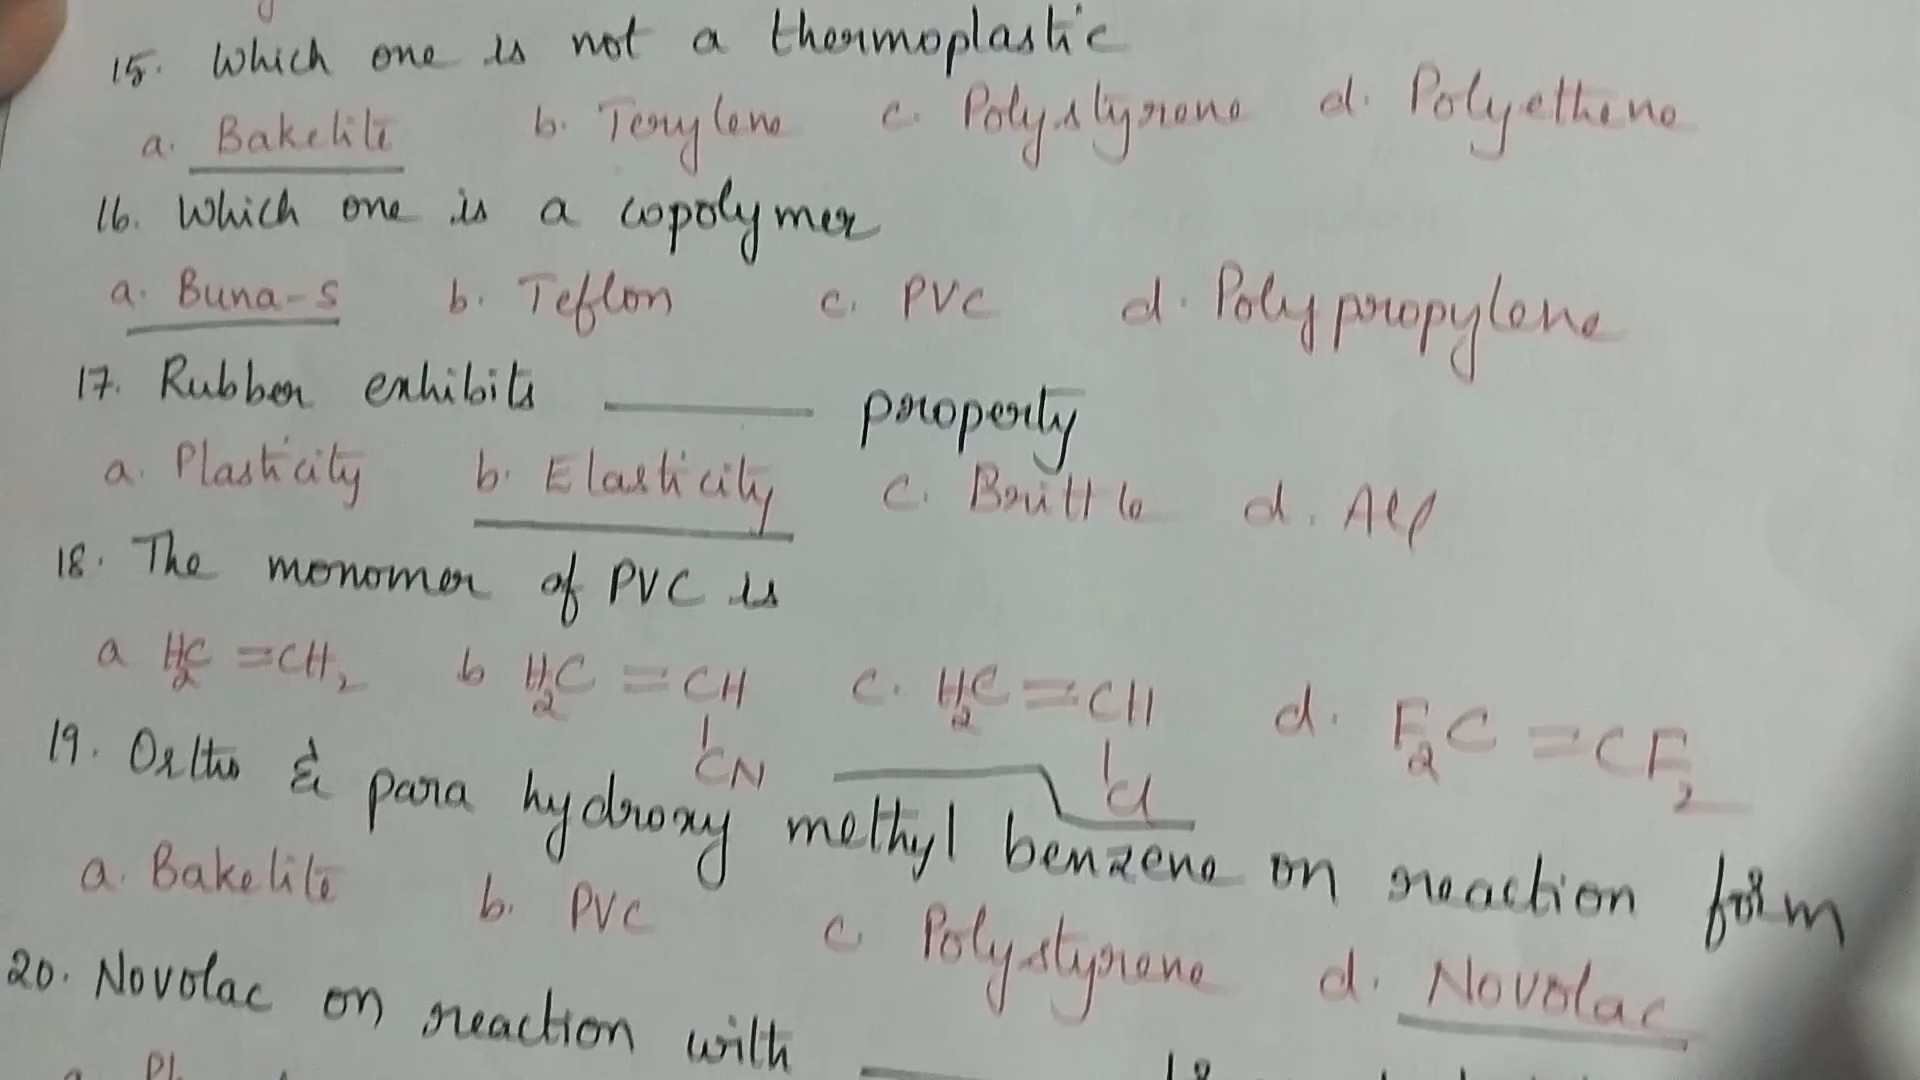 15. Which one is not a thermoplastic
a. Bakelite b. Terylene c. Polystyrene d. Polyethene
16. Which one is a copolymer
a. Buna-S b. Teflon c. PVC d. Polypropylene
17. Rubber exhibits ______ property
a. Plasticity b. Elasticity c. Brittle d. All
18. The monomer of PVC is
a H2C=CH2 b H2C=CH c. H2C=CH d. F2C=CF2
CN Cl
19. Ortho & para hydroxy methyl benzene on reaction form
a. Bakelite b. PVC c Polystyrene d. Novolac
20. Novolac on reaction with ______